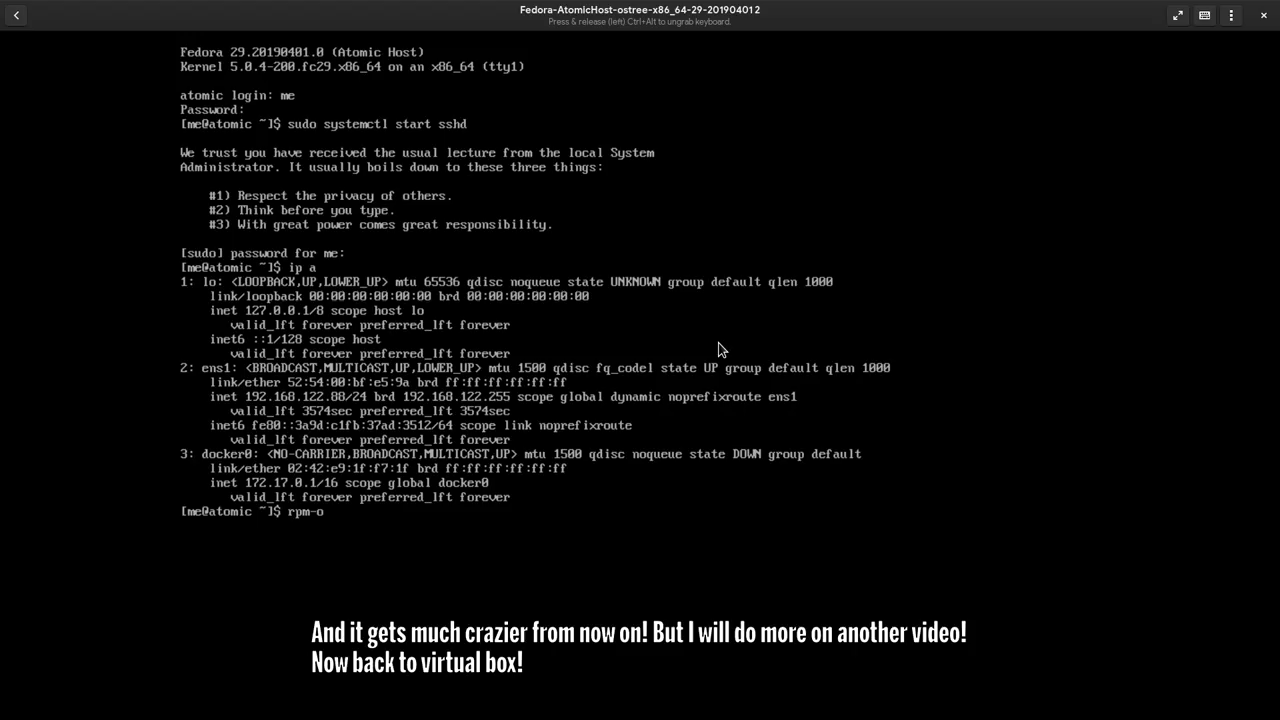 Fedora-AtomicHost-ostree-x86_64-29-201904012
Press & release (left) Ctrl+Alt to ungrab keyboard.
Fedora 29.20190401.0 (Atomic Host)
Kernel 5.0.4-200.fc29.x86_64 on an x86_64 (tty1)
atomic login: me
Password:
[me@atomic ~]$ sudo systemctl start sshd
We trust you have received the usual lecture from the local System
Administrator. It usually boils down to these three things:
#1) Respect the privacy of others.
#2) Think before you type.
#3) With great power comes great responsibility.
[sudo] password for me:
[me@atomic ~]$ ip a
1: lo: <LOOPBACK,UP,LOWER_UP> mtu 65536 qdisc noqueue state UNKNOWN group default qlen 1000
link/loopback 00:00:00:00:00:00 brd 00:00:00:00:00:00
inet 127.0.0.1/8 scope host lo
valid_lft forever preferred_lft forever
inet6 ::1/128 scope host
valid_lft forever preferred_lft forever
2: ens1: <BROADCAST,MULTICAST,UP,LOWER_UP> mtu 1500 qdisc fq_codel state UP group default qlen 1000
link/ether 52:54:00:bf:e5:9a brd ff:ff:ff:ff:ff:ff
inet 192.168.122.88/24 brd 192.168.122.255 scope global dynamic noprefixroute ens1
valid_lft 3574sec preferred_lft 3574sec
inet6 fe80::3a9d:c1fb:37ad:3512/64 scope link noprefixroute
valid_lft forever preferred_lft forever
3: docker0: <NO-CARRIER,BROADCAST,MULTICAST,UP> mtu 1500 qdisc noqueue state DOWN group default
link/ether 02:42:e9:1f:f7:1f brd ff:ff:ff:ff:ff:ff
inet 172.17.0.1/16 scope global docker0
valid_lft forever preferred_lft forever
[me@atomic ~]$ rpm-o
And it gets much crazier from now on! But I will do more on another video!
Now back to virtual box!